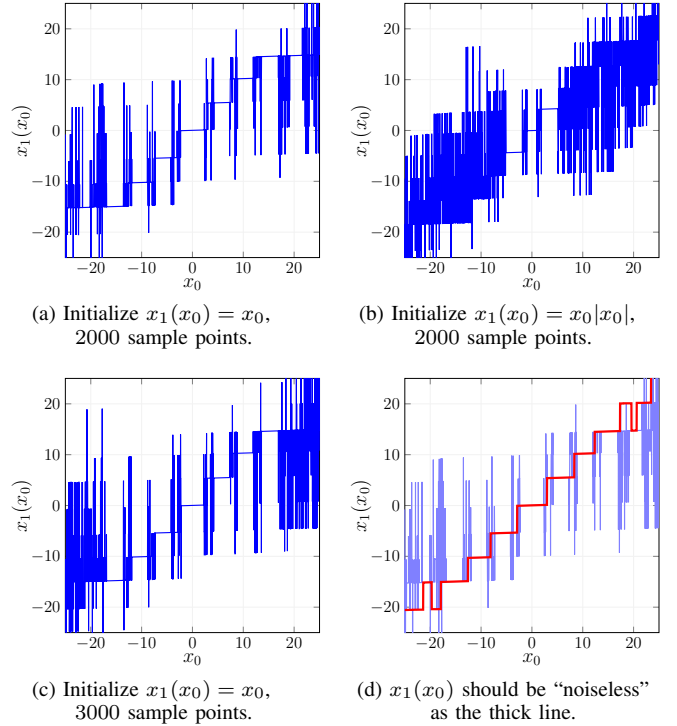 20
10
0
−10
−20
x₁(x₀)
−20 −10 0 10 20
x₀
(a) Initialize x₁(x₀) = x₀,
2000 sample points.
20
10
0
−10
−20
x₁(x₀)
−20 −10 0 10 20
x₀
(b) Initialize x₁(x₀) = x₀|x₀|,
2000 sample points.
20
10
0
−10
−20
x₁(x₀)
−20 −10 0 10 20
x₀
(c) Initialize x₁(x₀) = x₀,
3000 sample points.
20
10
0
−10
−20
x₁(x₀)
−20 −10 0 10 20
x₀
(d) x₁(x₀) should be “noiseless”
as the thick line.